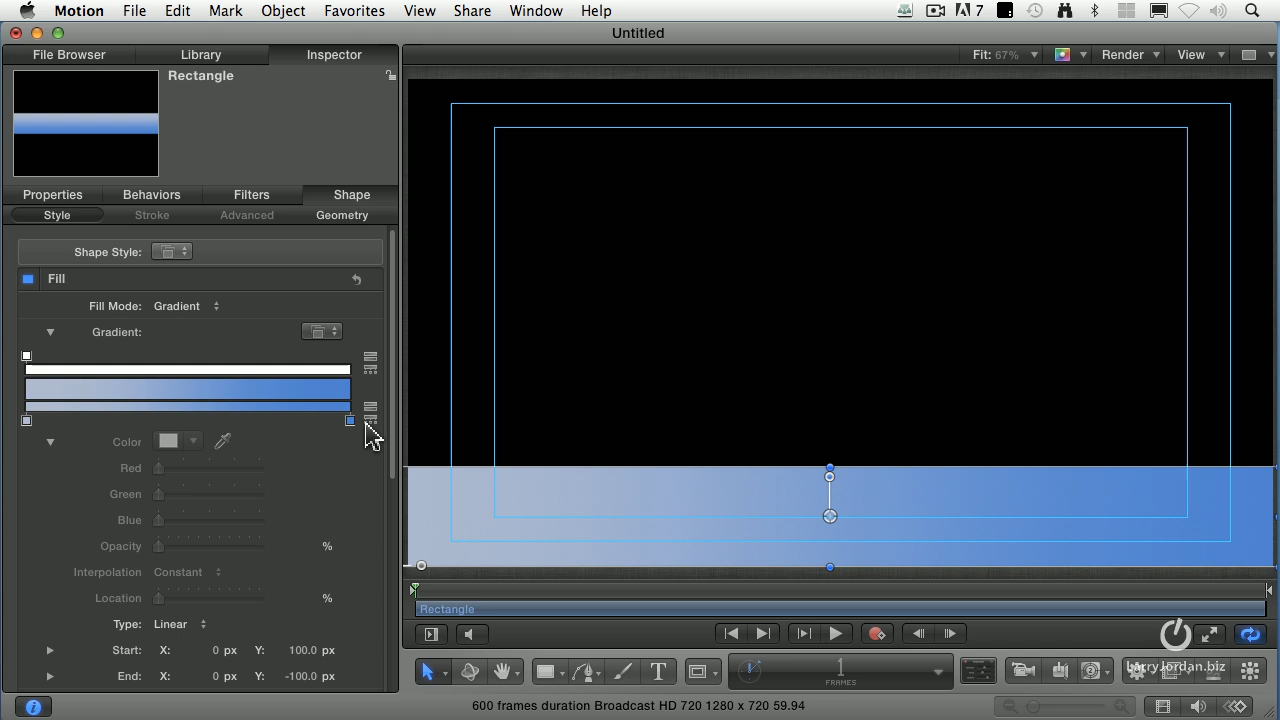 Motion File Edit Mark Object Favorites View Share Window Help 7
Untitled
File Browser Library Inspector
Fit: 67% Render View
Rectangle
Properties Behaviors Filters Shape
Style Stroke Advanced Geometry
Shape Style:
Fill
Fill Mode: Gradient
Gradient:
Color
Red
Green
Blue
Opacity %
Interpolation Constant
Location %
Type: Linear
Start: X: 0 px Y: 100.0 px
End: X: 0 px Y: -100.0 px
Rectangle
1
FRAMES
larryJordan.biz
600 frames duration Broadcast HD 720 1280 x 720 59.94